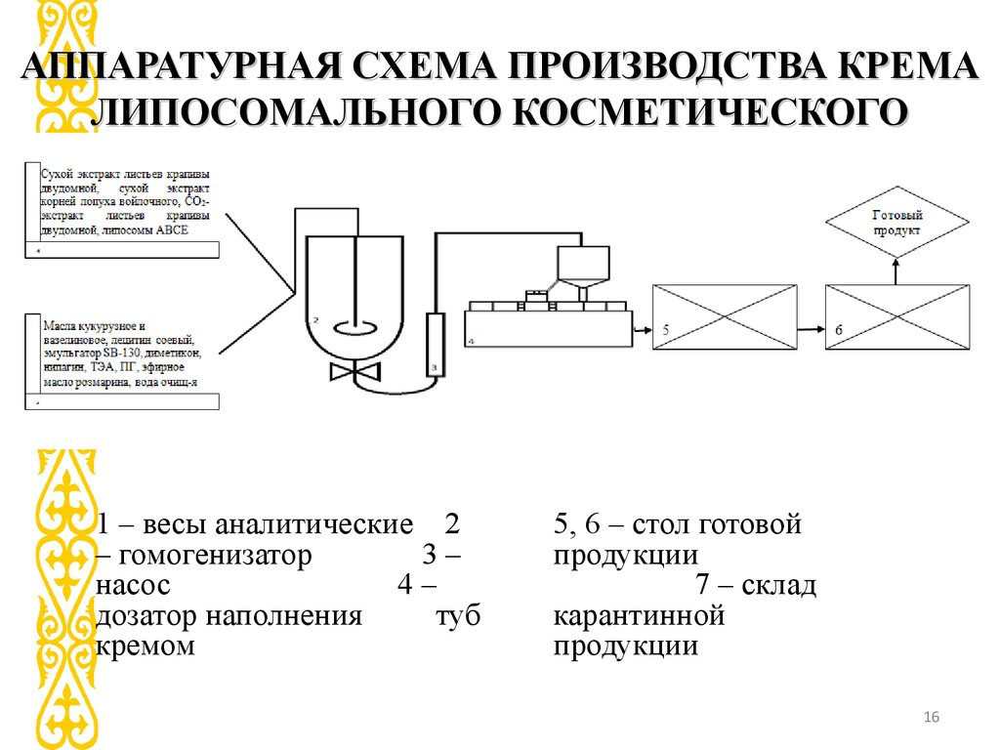 АППАРАТУРНАЯ СХЕМА ПРОИЗВОДСТВА КРЕМА
ЛИПОСОМАЛЬНОГО КОСМЕТИЧЕСКОГО
Сухой экстракт листьев крапивы
двудомной, сухой экстракт
корней лопуха войлочного, CO₂-
экстракт листьев крапивы
двудомной, липосомы АВСЕ
Масла кукурузное и
вазелиновое, лецитин соевый,
эмульгатор SB-130, диметикон,
нипагин, ТЭА, ПГ, эфирное
масло розмарина, вода очищ-я
2
3
4
5
6
Готовый
продукт
1 – весы аналитические 2
– гомогенизатор 3 –
насос 4 –
дозатор наполнения туб
кремом
5, 6 – стол готовой
продукции
7 – склад
карантинной
продукции
16